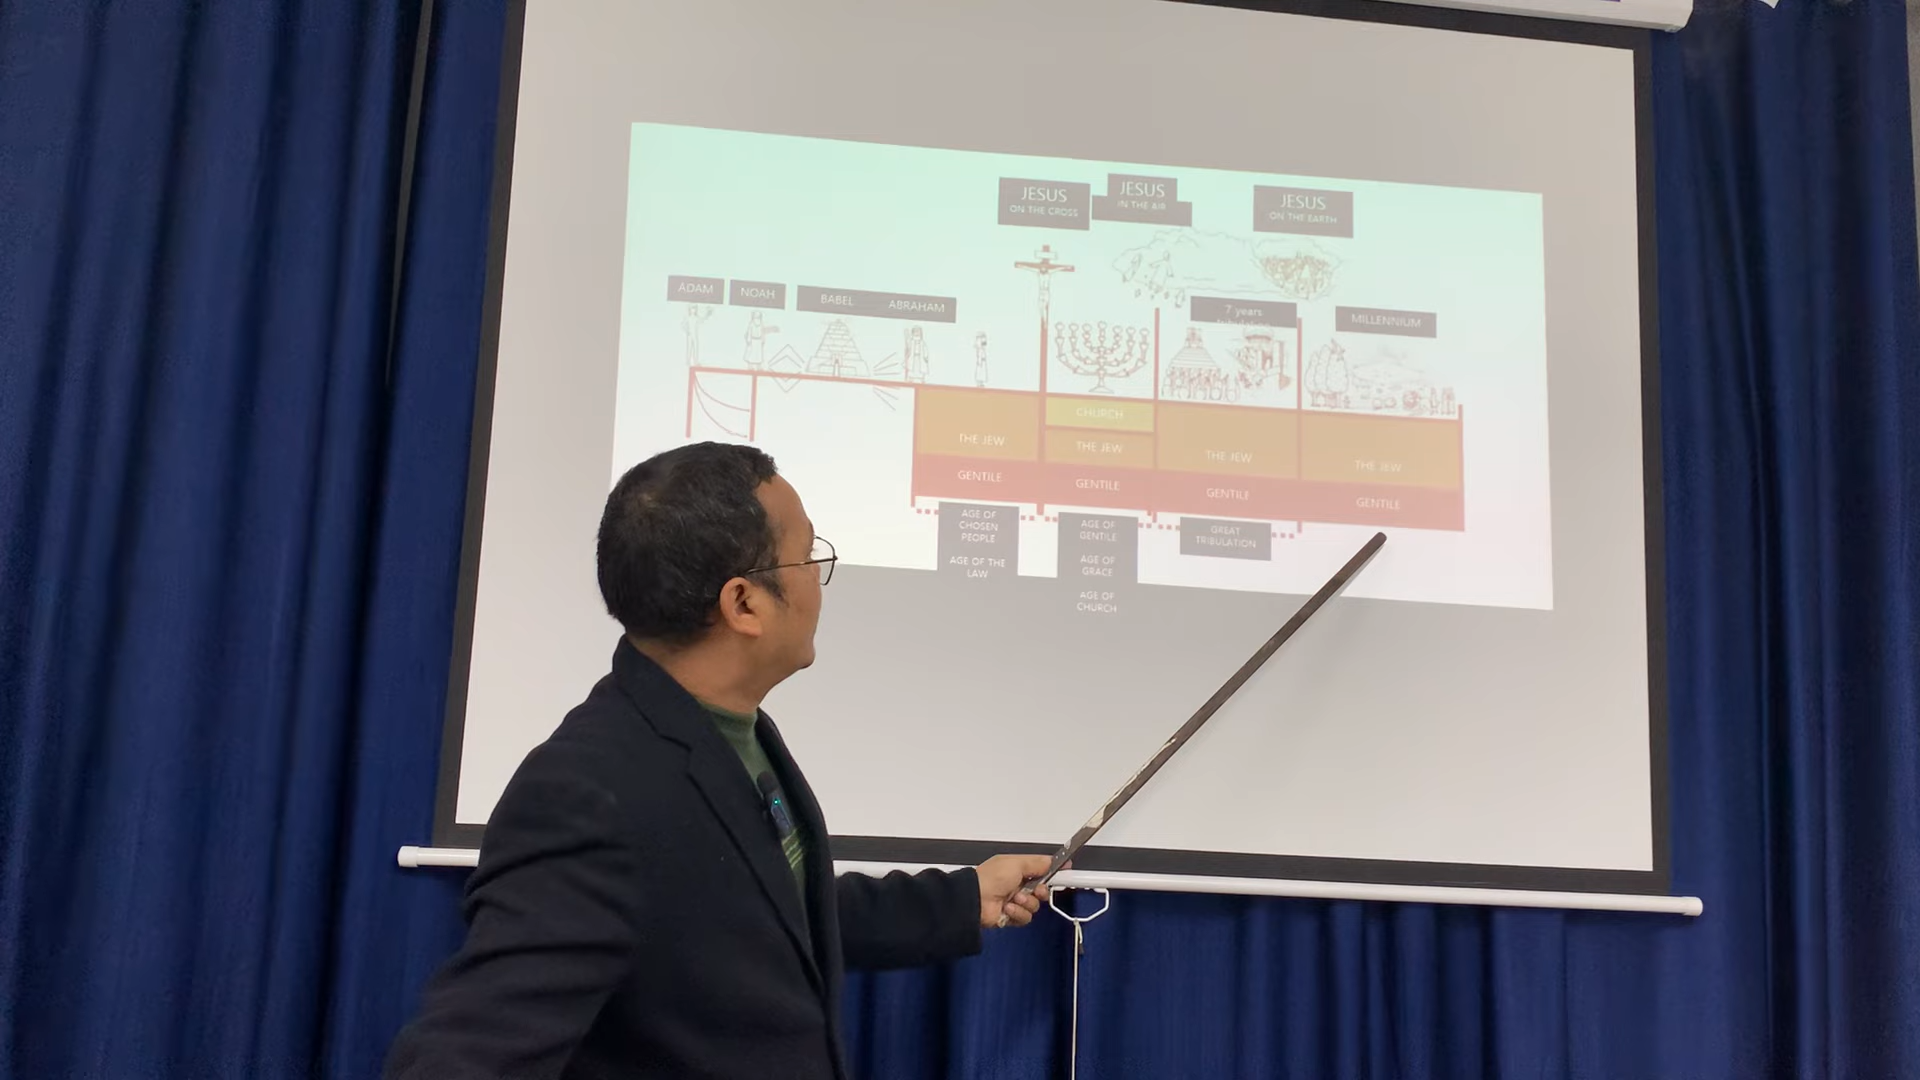 JESUS
ON THE CROSS
JESUS
IN THE AIR
JESUS
ON THE EARTH
ADAM
NOAH
BABEL
ABRAHAM
7 years
MILLENNIUM
CHURCH
THE JEW
THE JEW
THE JEW
THE JEW
GENTILE
GENTILE
GENTILE
GENTILE
AGE OF
CHOSEN
PEOPLE
AGE OF THE
LAW
AGE OF
GENTILE
AGE OF
GRACE
AGE OF
CHURCH
GREAT
TRIBULATION